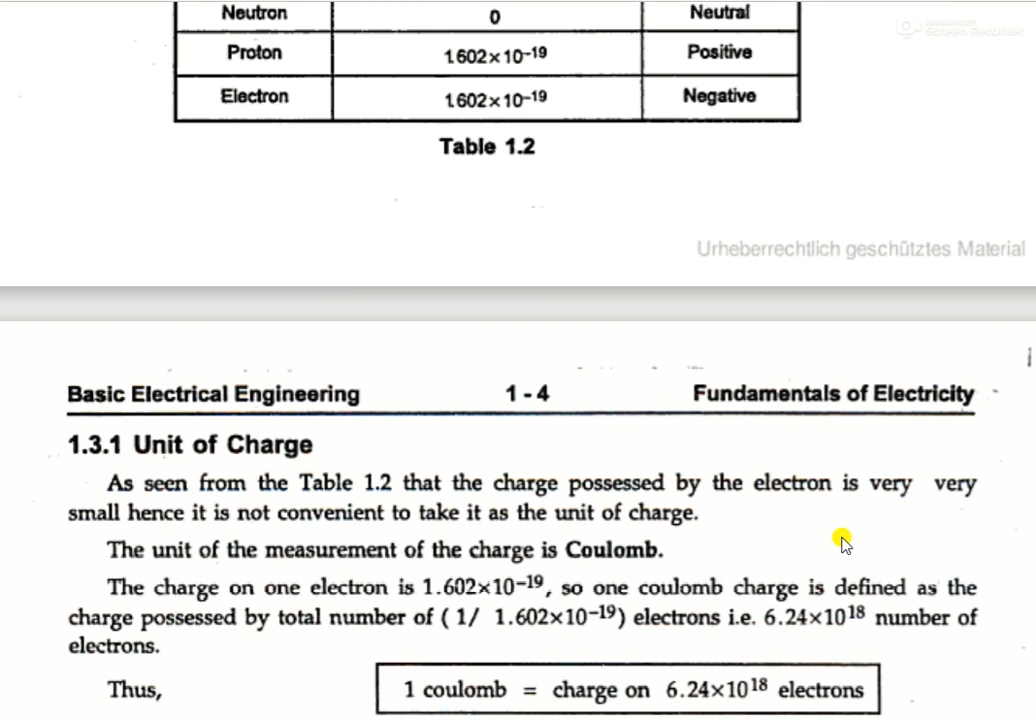 Neutron 0 Neutral
Proton 1.602×10⁻¹⁹ Positive
Electron 1.602×10⁻¹⁹ Negative
Table 1.2
Urheberrechtlich geschütztes Material
Basic Electrical Engineering 1 - 4 Fundamentals of Electricity
1.3.1 Unit of Charge
As seen from the Table 1.2 that the charge possessed by the electron is very very
small hence it is not convenient to take it as the unit of charge.
The unit of the measurement of the charge is Coulomb.
The charge on one electron is 1.602×10⁻¹⁹, so one coulomb charge is defined as the
charge possessed by total number of ( 1/ 1.602×10⁻¹⁹) electrons i.e. 6.24×10¹⁸ number of
electrons.
Thus, 1 coulomb = charge on 6.24×10¹⁸ electrons